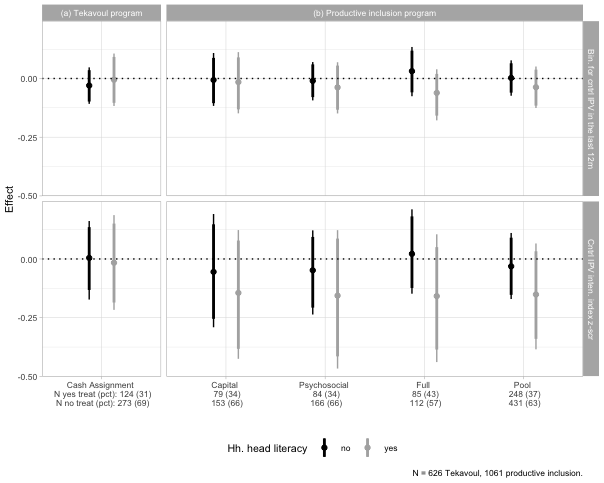 (a) Tekavoul program
(b) Productive inclusion program
Bin. for cntrl IPV in the last 12m
0.00
-0.25
-0.50
Effect
Cntrl IPV inten. index z-scr
0.00
-0.25
-0.50
Cash Assignment
N yes treat (pct): 124 (31)
N no treat (pct): 273 (69)
Capital
79 (34)
153 (66)
Psychosocial
84 (34)
166 (66)
Full
85 (43)
112 (57)
Pool
248 (37)
431 (63)
Hh. head literacy no yes
N = 626 Tekavoul, 1061 productive inclusion.